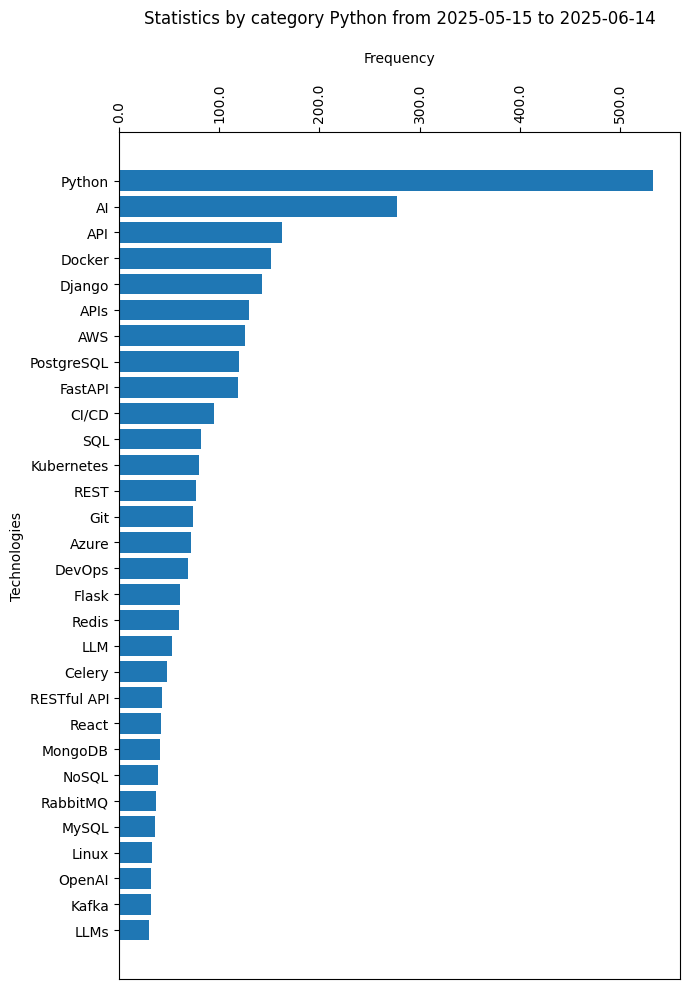 Statistics by category Python from 2025-05-15 to 2025-06-14
Frequency
0.0
100.0
200.0
300.0
400.0
500.0
Technologies
Python
AI
API
Docker
Django
APIs
AWS
PostgreSQL
FastAPI
CI/CD
SQL
Kubernetes
REST
Git
Azure
DevOps
Flask
Redis
LLM
Celery
RESTful API
React
MongoDB
NoSQL
RabbitMQ
MySQL
Linux
OpenAI
Kafka
LLMs